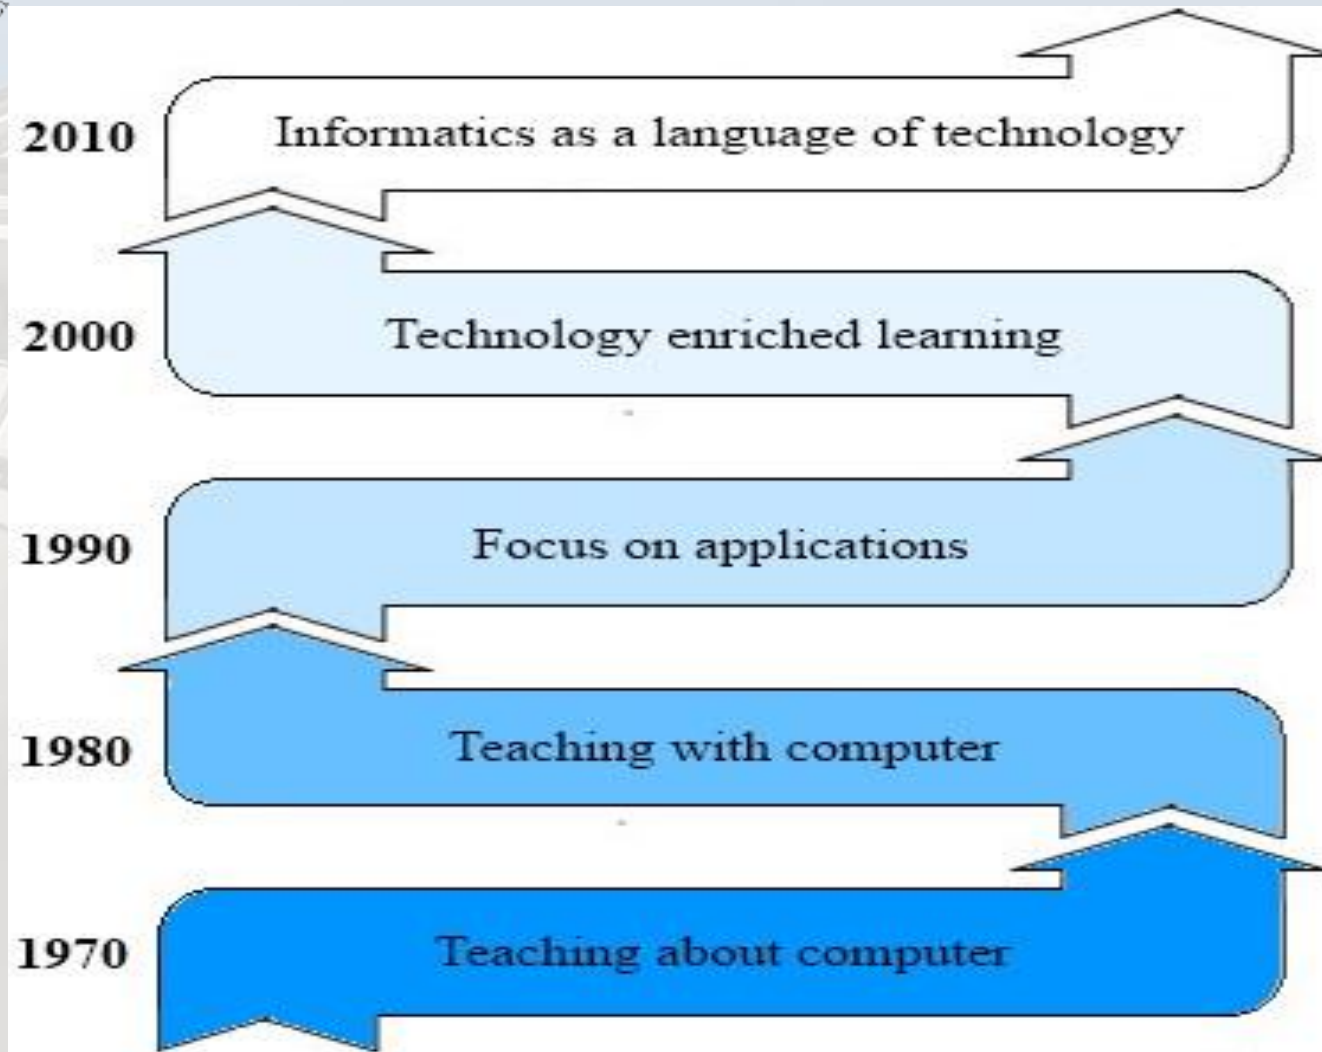 2010 Informatics as a language of technology
2000 Technology enriched learning
1990 Focus on applications
1980 Teaching with computer
1970 Teaching about computer